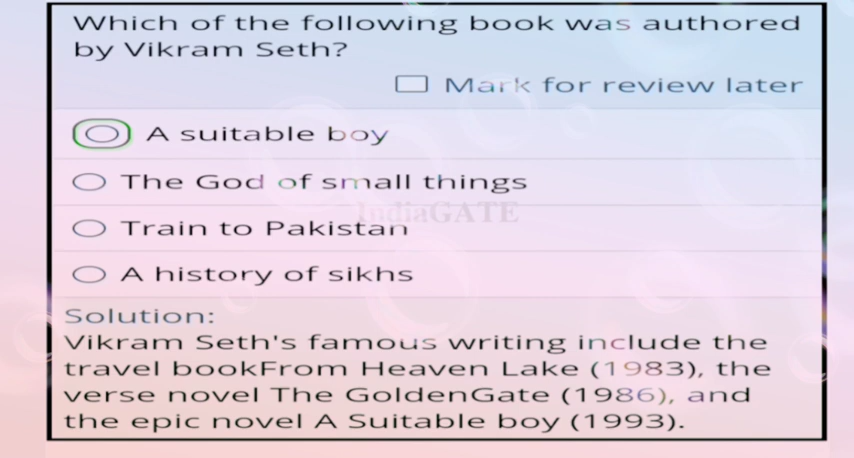 Which of the following book was authored
by Vikram Seth?
Mark for review later
A suitable boy
The God of small things
IndiaGATE
Train to Pakistan
A history of sikhs
Solution:
Vikram Seth's famous writing include the
travel bookFrom Heaven Lake (1983), the
verse novel The GoldenGate (1986), and
the epic novel A Suitable boy (1993).